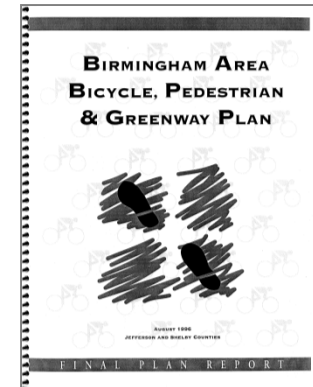 BIRMINGHAM AREA
BICYCLE, PEDESTRIAN
& GREENWAY PLAN
AUGUST 1996
JEFFERSON AND SHELBY COUNTIES
FINAL PLAN REPORT